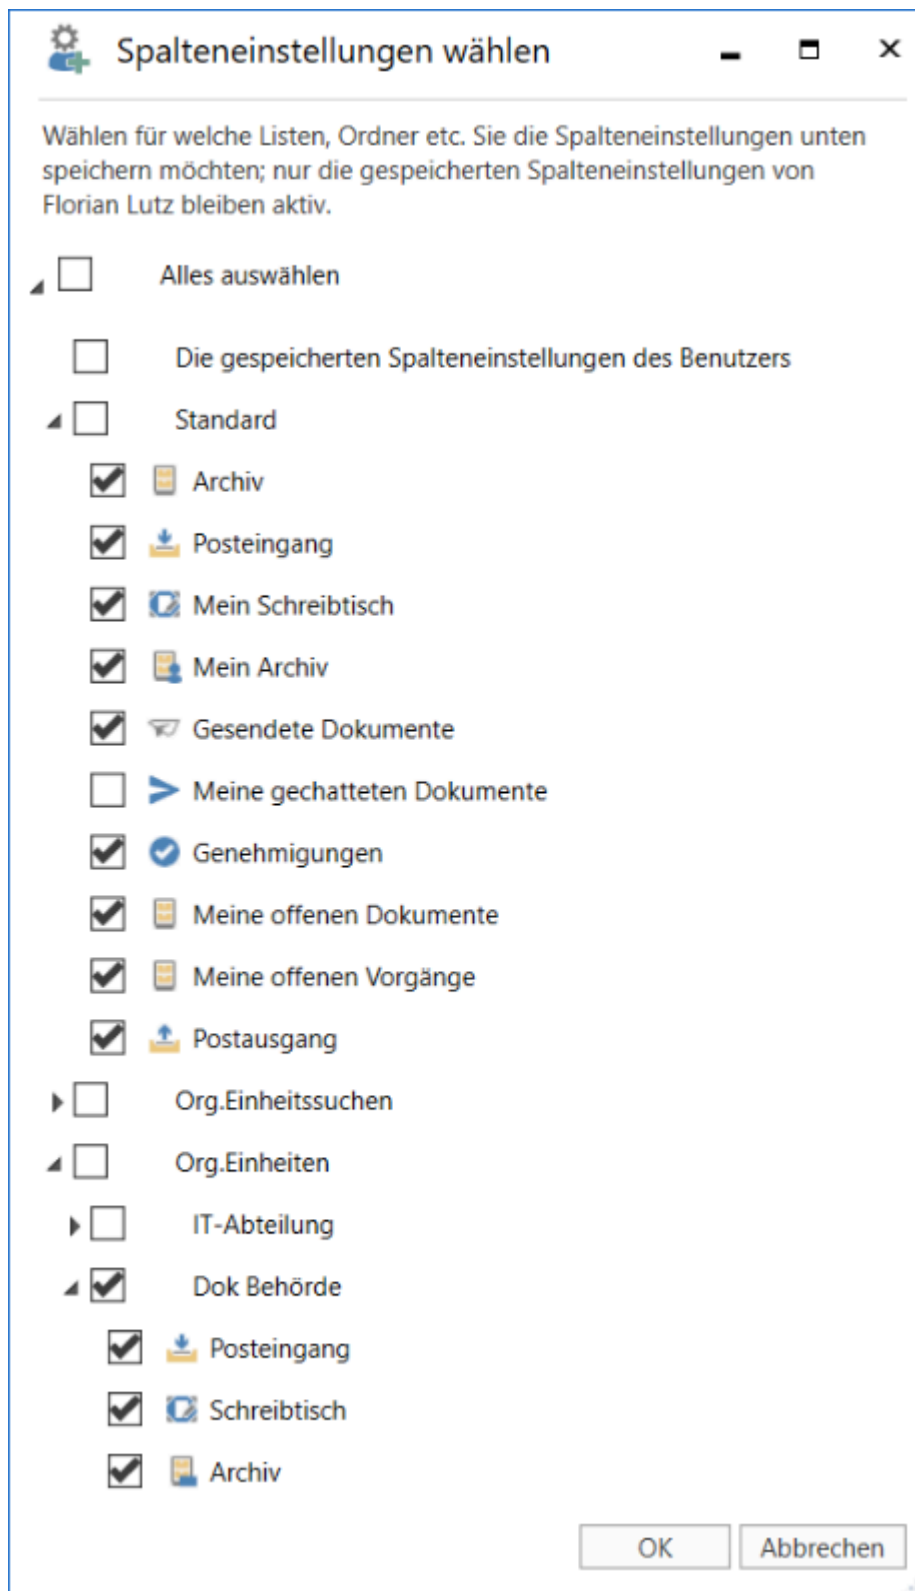 Spalteneinstellungen wählen
Wählen für welche Listen, Ordner etc. Sie die Spalteneinstellungen unten
speichern möchten; nur die gespeicherten Spalteneinstellungen von
Florian Lutz bleiben aktiv.
Alles auswählen
Die gespeicherten Spalteneinstellungen des Benutzers
Standard
Archiv
Posteingang
Mein Schreibtisch
Mein Archiv
Gesendete Dokumente
Meine gechatteten Dokumente
Genehmigungen
Meine offenen Dokumente
Meine offenen Vorgänge
Postausgang
Org.Einheitssuchen
Org.Einheiten
IT-Abteilung
Dok Behörde
Posteingang
Schreibtisch
Archiv
OK Abbrechen